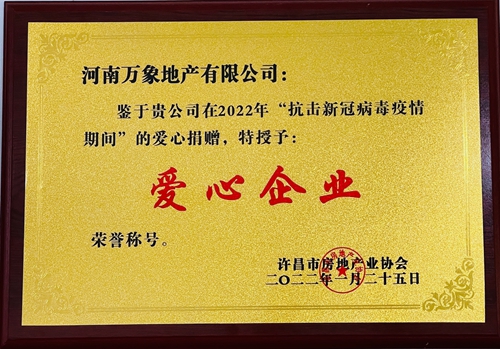 河南万象地产有限公司：
鉴于贵公司在2022年“抗击新冠病毒疫情
期间”的爱心捐赠，特授予：
爱心企业
荣誉称号。
许昌市房地产业协会
二〇二二年一月二十五日